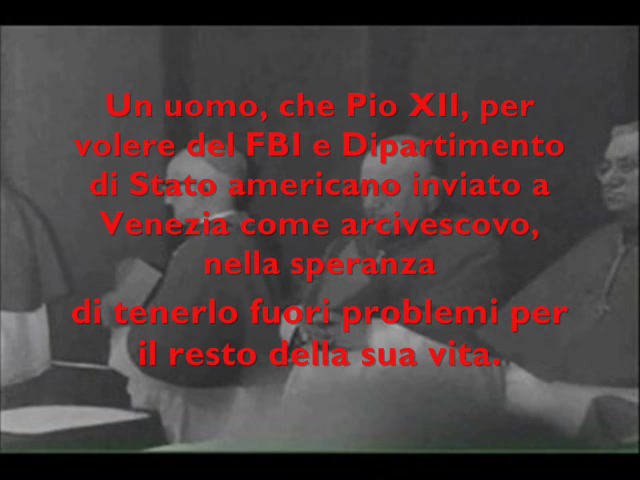 Un uomo, che Pio XII, per
volere del FBI e Dipartimento
di Stato americano inviato a
Venezia come arcivescovo,
nella speranza
di tenerlo fuori problemi per
il resto della sua vita.